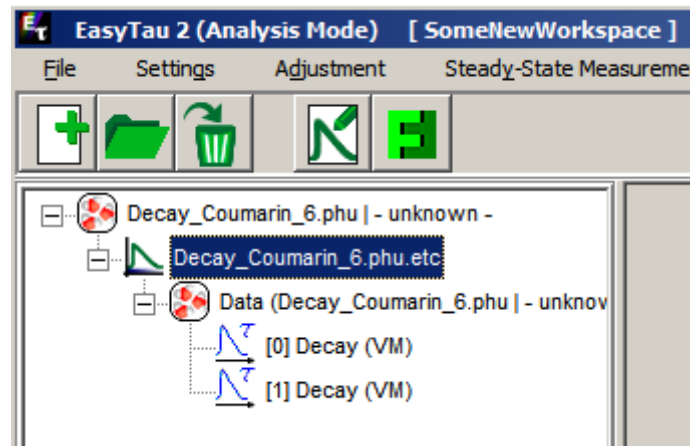 Eτ EasyTau 2 (Analysis Mode) [ SomeNewWorkspace ]
File Settings Adjustment Steady-State Measureme
Decay_Coumarin_6.phu | - unknown -
Decay_Coumarin_6.phu.etc
Data (Decay_Coumarin_6.phu | - unknov
τ [0] Decay (VM)
τ [1] Decay (VM)